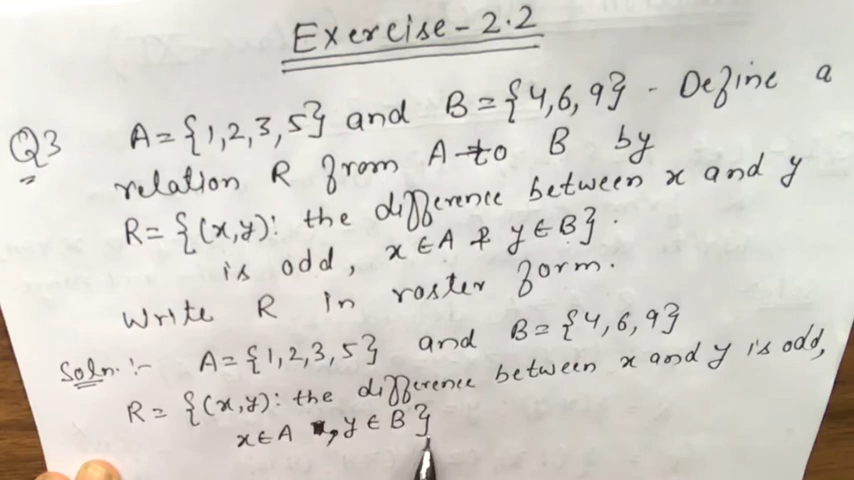 Exercise-2.2
Q3 A={1,2,3,5} and B={4,6,9}. Define a
relation R from A to B by
R={(x,y): the difference between x and y
is odd, x∈A & y∈B}.
Write R in roster form.
Soln.:- A={1,2,3,5} and B={4,6,9}
R={(x,y): the difference between x and y is odd,
x∈A , y∈B}